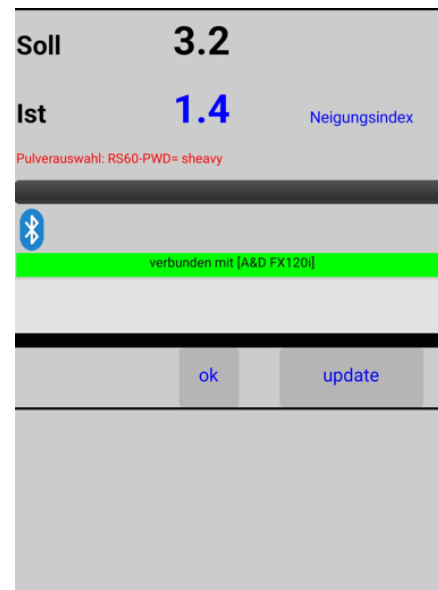 Soll 3.2
Ist 1.4 Neigungsindex
Pulverauswahl: RS60-PWD= sheavy
verbunden mit [A&D FX120i]
ok update